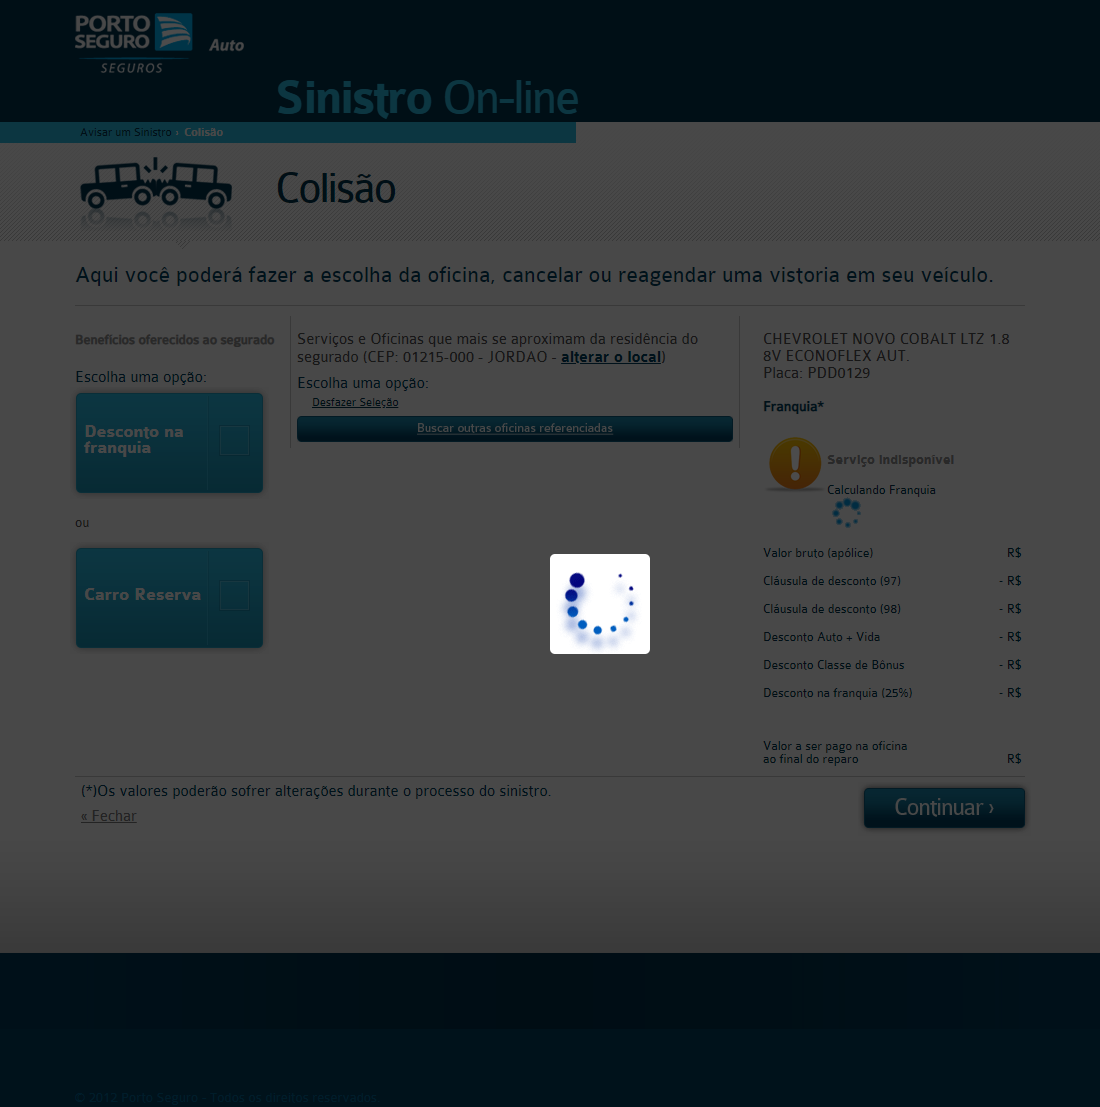 PORTO
SEGURO
Auto
SEGUROS
Sinistro On-line
Avisar um Sinistro › Colisão
Colisão
Aqui você poderá fazer a escolha da oficina, cancelar ou reagendar uma vistoria em seu veículo.
Benefícios oferecidos ao segurado
Escolha uma opção:
Desconto na
franquia
ou
Carro Reserva
Serviços e Oficinas que mais se aproximam da residência do
segurado (CEP: 01215-000 - JORDAO - alterar o local)
Escolha uma opção:
Desfazer Seleção
Buscar outras oficinas referenciadas
CHEVROLET NOVO COBALT LTZ 1.8
8V ECONOFLEX AUT.
Placa: PDD0129
Franquia*
Serviço indisponível
Calculando Franquia
Valor bruto (apólice) R$
Cláusula de desconto (97) - R$
Cláusula de desconto (98) - R$
Desconto Auto + Vida - R$
Desconto Classe de Bônus - R$
Desconto na franquia (25%) - R$
Valor a ser pago na oficina
ao final do reparo R$
(*)Os valores poderão sofrer alterações durante o processo do sinistro.
« Fechar
Continuar ›
© 2012 Porto Seguro - Todos os direitos reservados